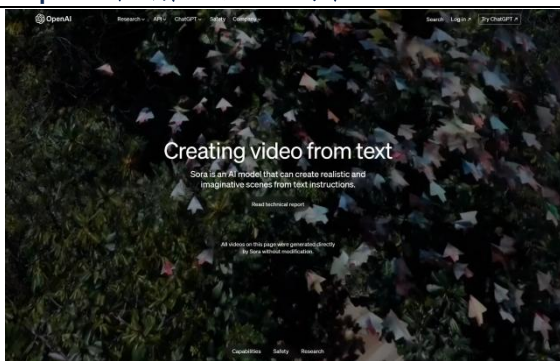 OpenAI Research API ChatGPT Safety Company Search Log in ↗ Try ChatGPT ↗
Creating video from text
Sora is an AI model that can create realistic and
imaginative scenes from text instructions.
Read technical report
All videos on this page were generated directly
by Sora without modification.
Capabilities Safety Research